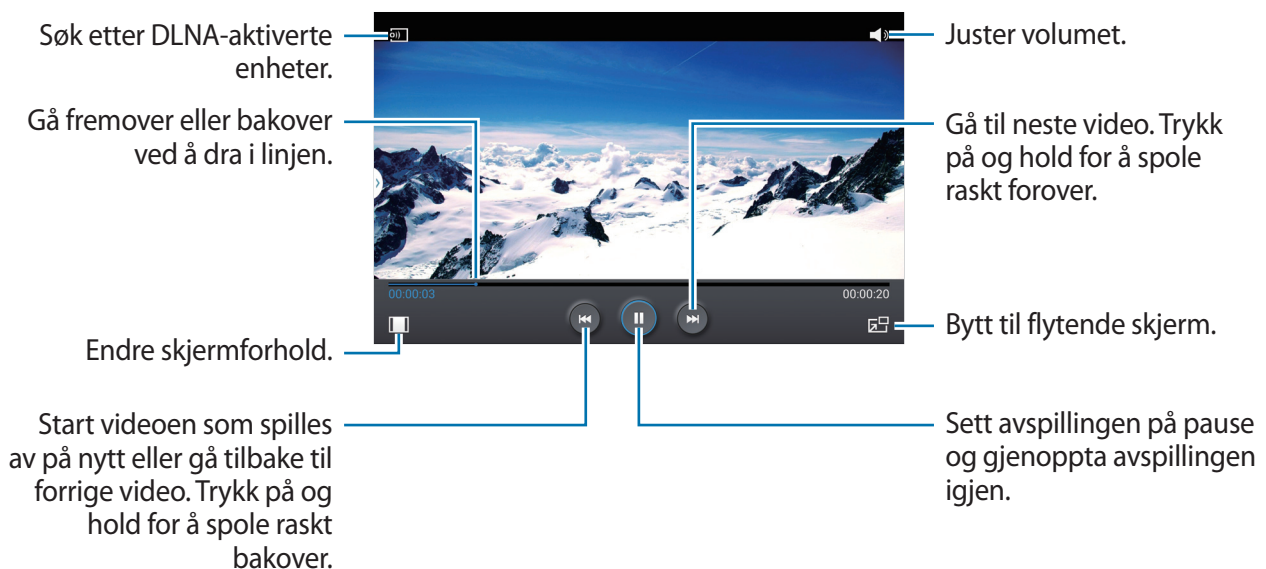 Søk etter DLNA-aktiverte
enheter.
Gå fremover eller bakover
ved å dra i linjen.
Endre skjermforhold.
Start videoen som spilles
av på nytt eller gå tilbake til
forrige video. Trykk på og
hold for å spole raskt
bakover.
00:00:03
00:00:20
Juster volumet.
Gå til neste video. Trykk
på og hold for å spole
raskt forover.
Bytt til flytende skjerm.
Sett avspillingen på pause
og gjenoppta avspillingen
igjen.